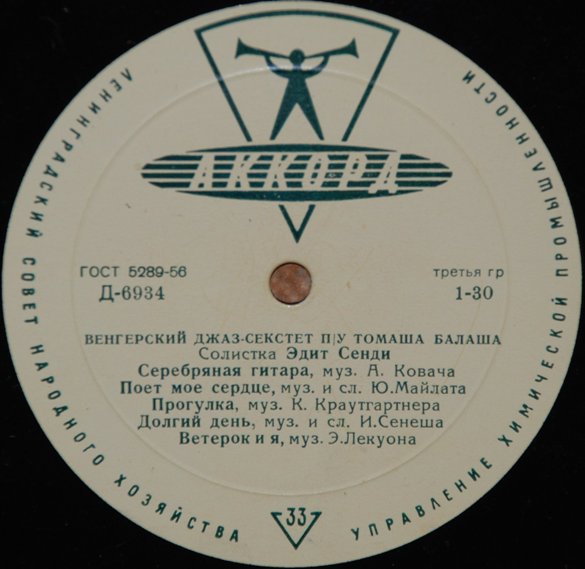 ЛЕНИНГРАДСКИЙ СОВЕТ НАРОДНОГО ХОЗЯЙСТВА
УПРАВЛЕНИЕ ХИМИЧЕСКОЙ ПРОМЫШЛЕННОСТИ
АККОРД
ГОСТ 5289-56 третья гр
Д-6934 1-30
ВЕНГЕРСКИЙ ДЖАЗ-СЕКСТЕТ П/У ТОМАША БАЛАША
Солистка Эдит Сенди
Серебряная гитара, муз. А. Ковача
Поет мое сердце, муз. и сл. Ю.Майлата
Прогулка, муз. К. Краутгартнера
Долгий день, муз. и сл. И.Сенеша
Ветерок и я, муз. Э.Лекуона
33